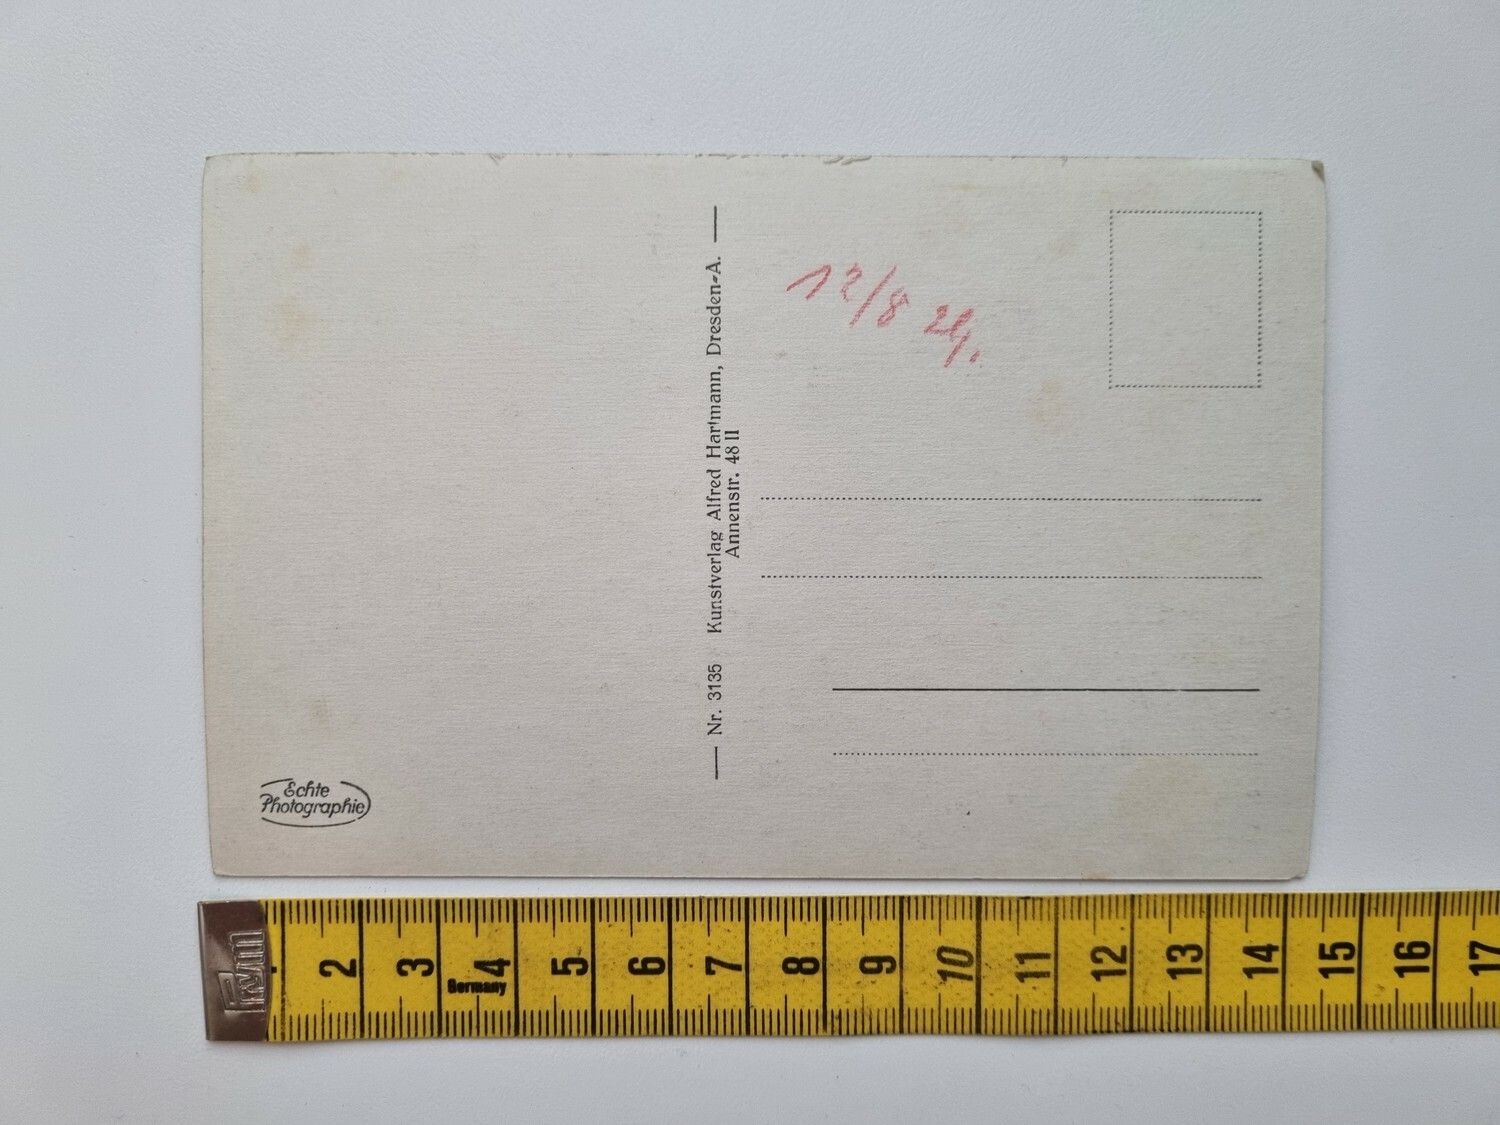 12/8 29.
Nr. 3135 Kunstverlag Alfred Hartmann, Dresden-A.
Annenstr. 48 II
Echte
Photographie
Prym
2 3 4 5 6 7 8 9 10 11 12 13 14 15 16 17
Germany